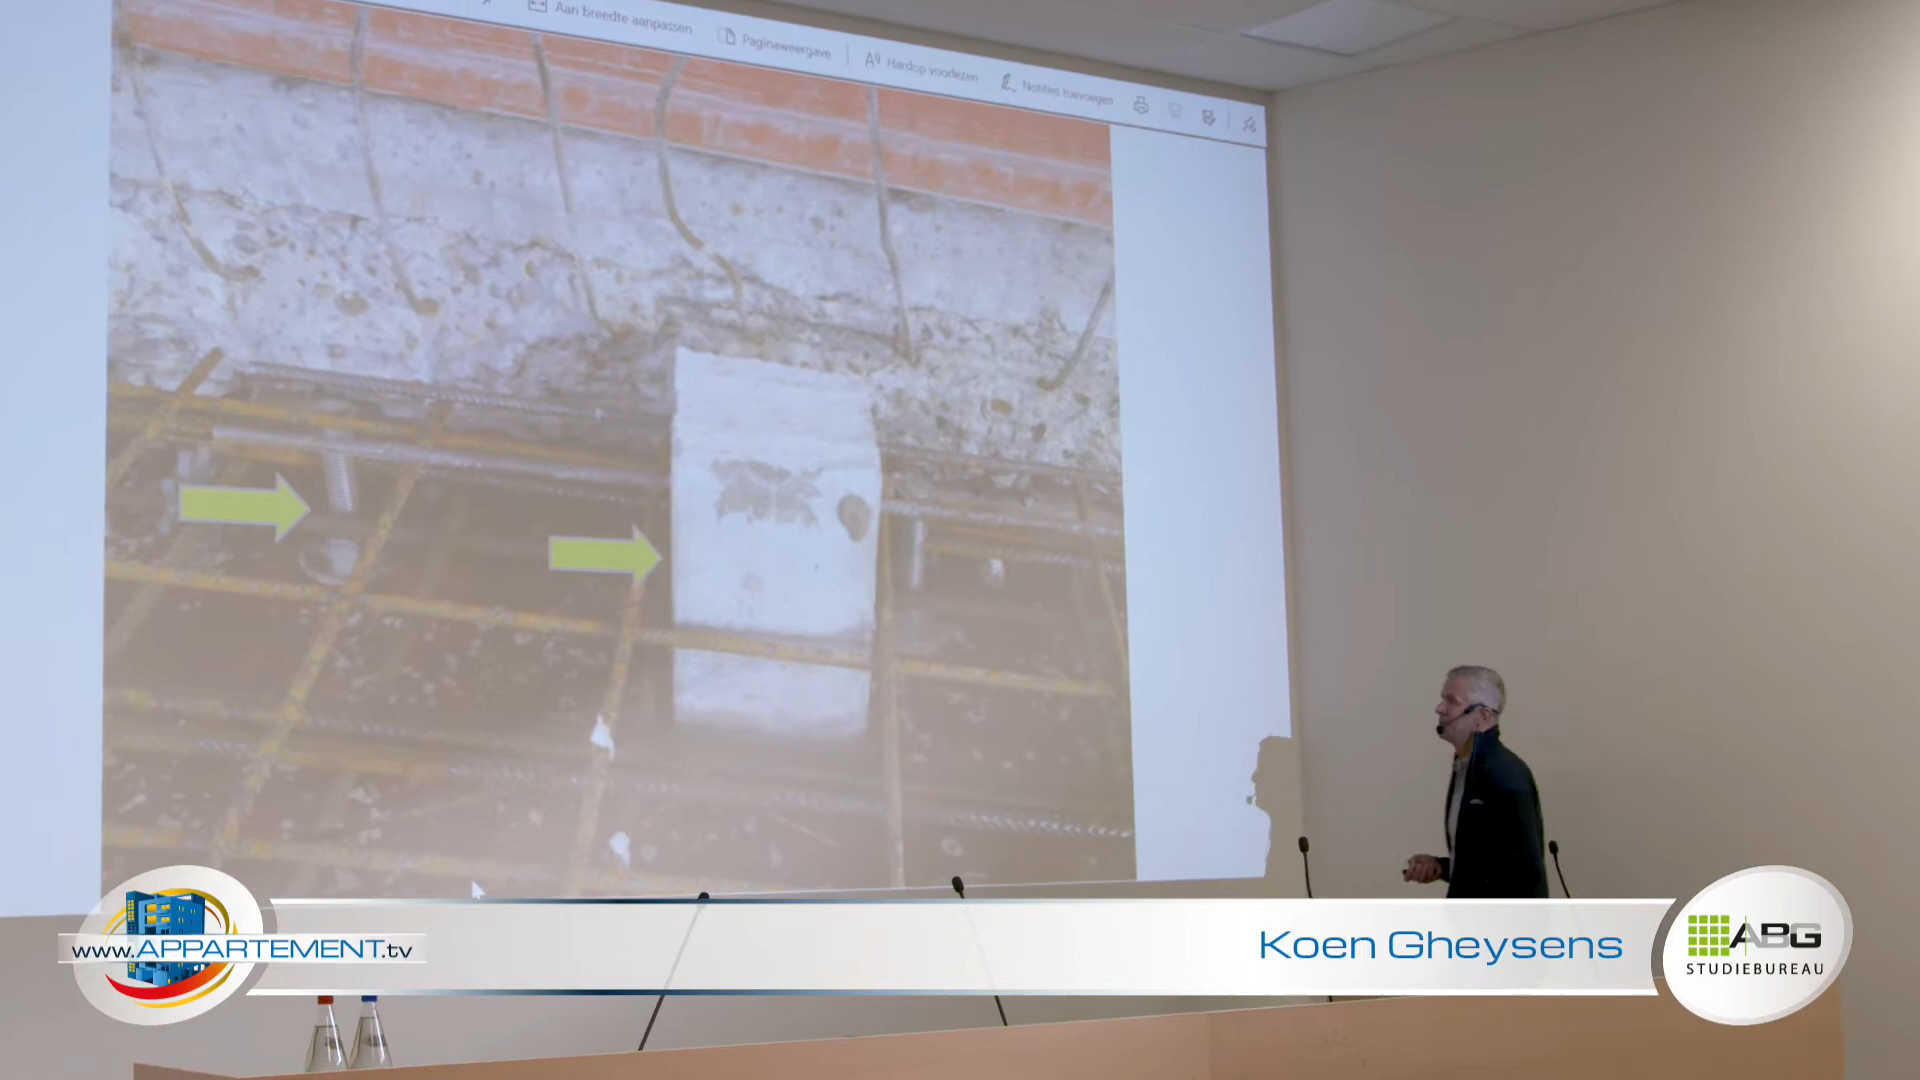 Aan breedte aanpassen
Paginaweergave
Hardop voorlezen
Notities toevoegen
www.APPARTEMENT.tv
Koen Gheysens
ABG
STUDIEBUREAU